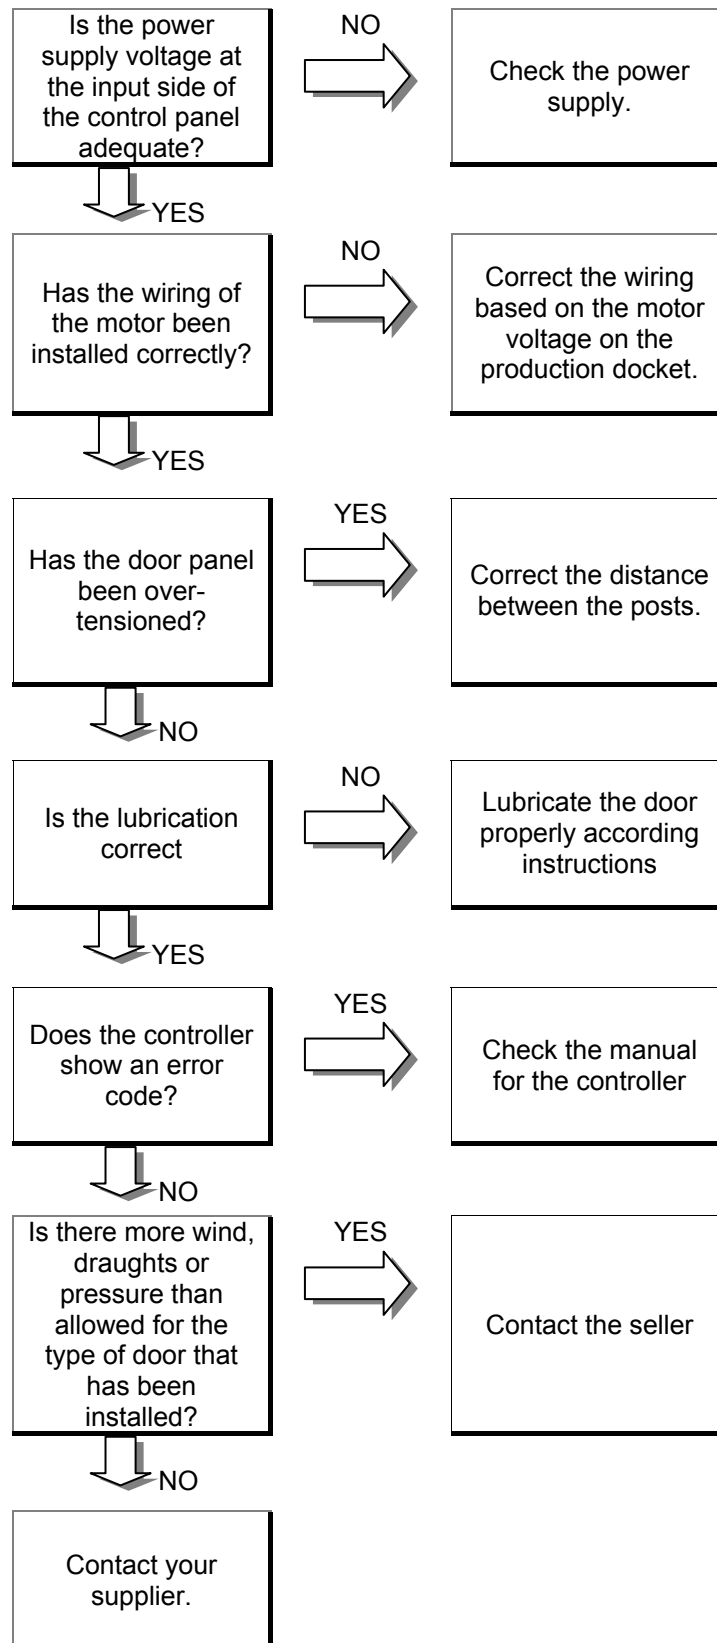 Is the power
supply voltage at
the input side of
the control panel
adequate?
NO
Check the power
supply.
YES
Has the wiring of
the motor been
installed correctly?
NO
Correct the wiring
based on the motor
voltage on the
production docket.
YES
Has the door panel
been over-
tensioned?
YES
Correct the distance
between the posts.
NO
Is the lubrication
correct
NO
Lubricate the door
properly according
instructions
YES
Does the controller
show an error
code?
YES
Check the manual
for the controller
NO
Is there more wind,
draughts or
pressure than
allowed for the
type of door that
has been
installed?
YES
Contact the seller
NO
Contact your
supplier.